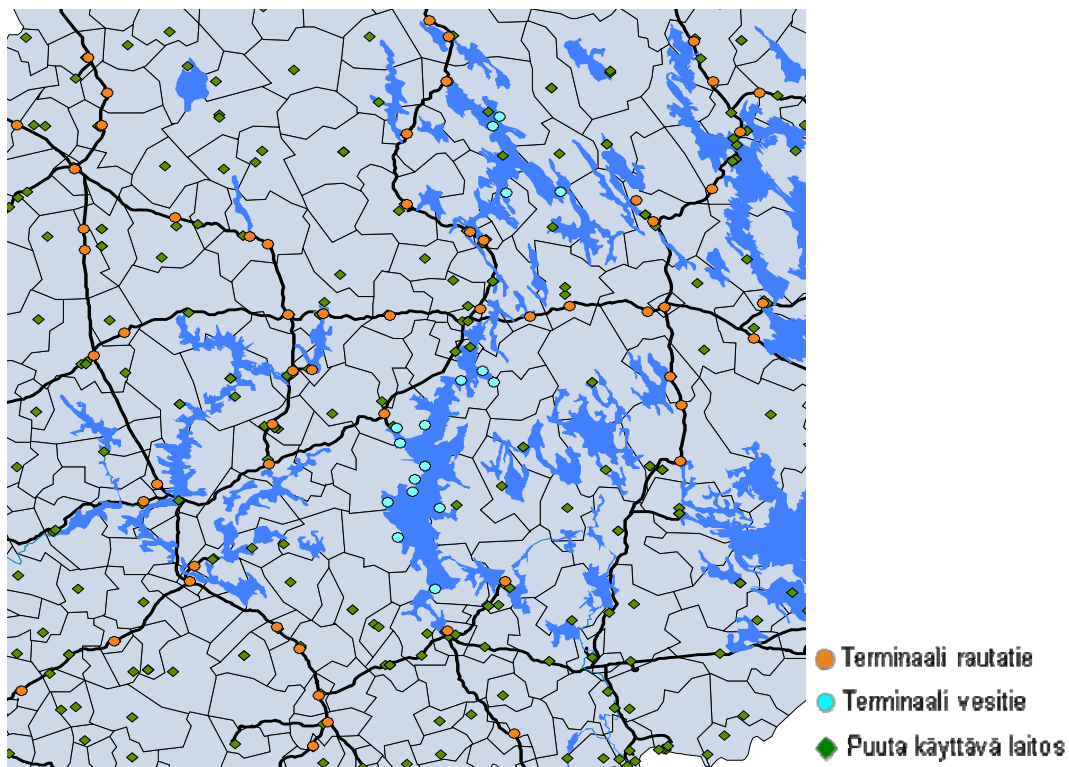 Terminaali rautatie
Terminaali vesitie
Puuta käyttävä laitos